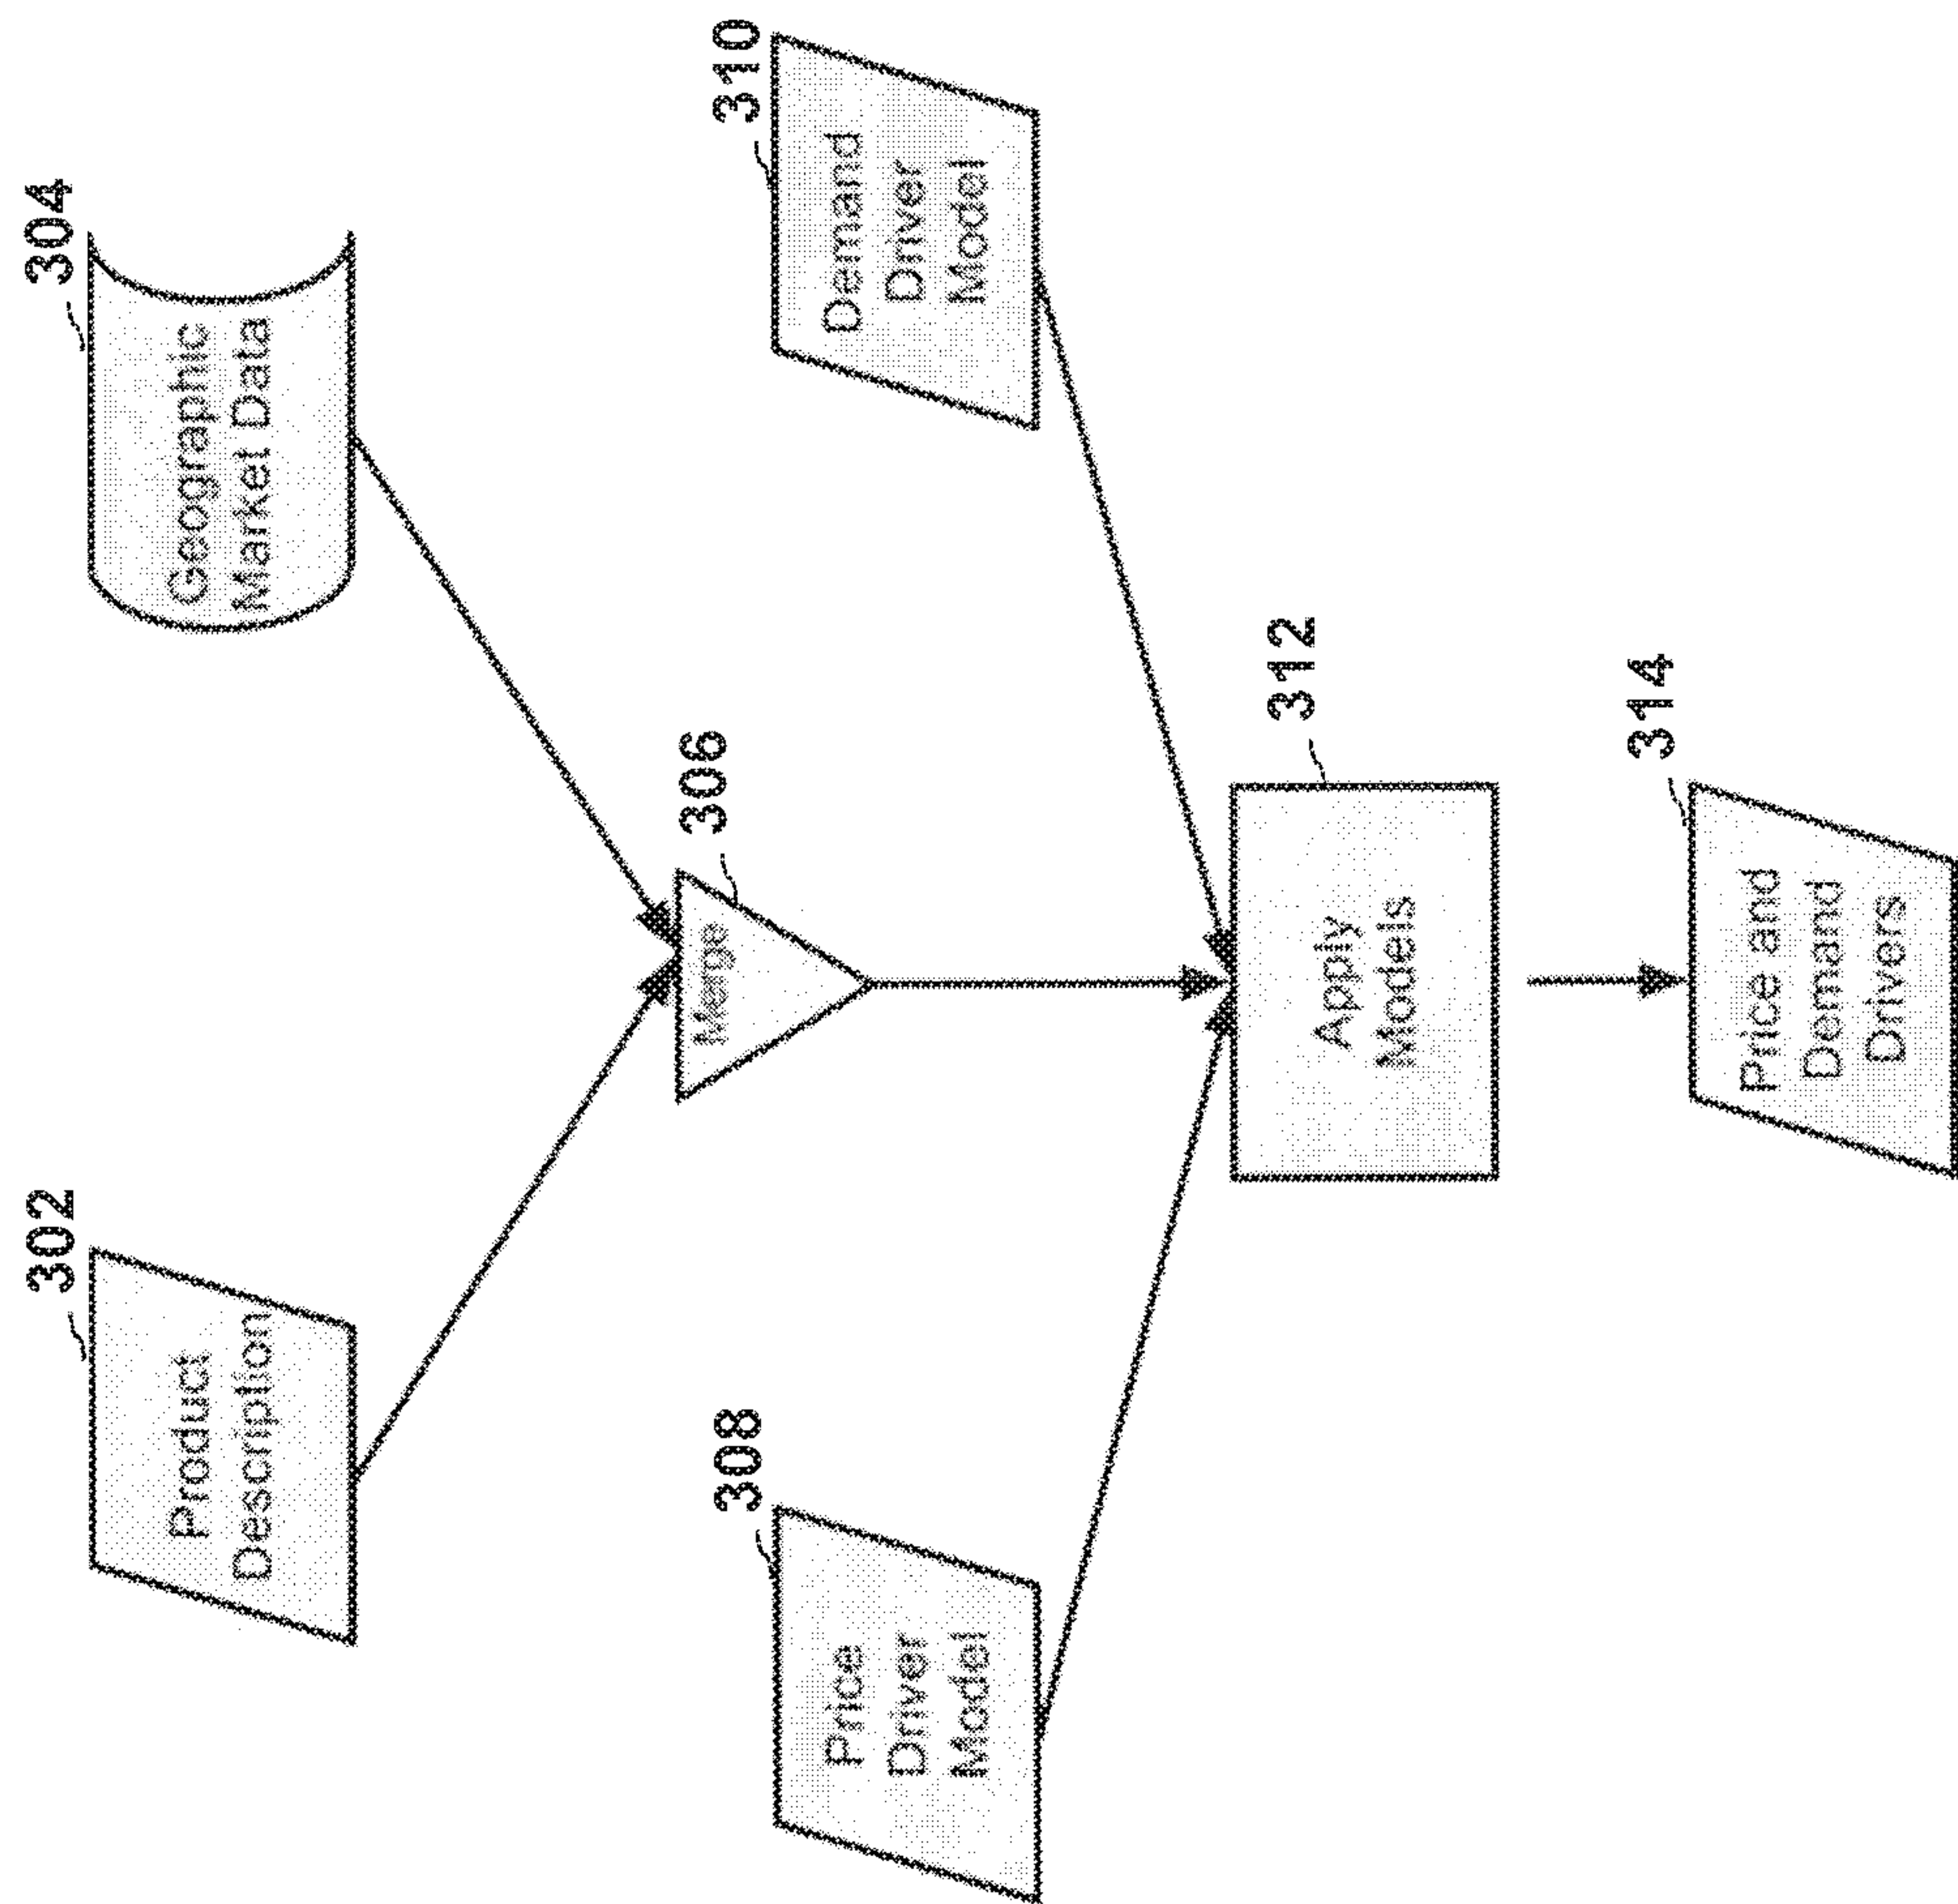 302
Product
Description
304
Geographic
Market Data
306
Merge
308
Price
Driver
Model
310
Demand
Driver
Model
312
Apply
Models
314
Price and
Demand
Drivers